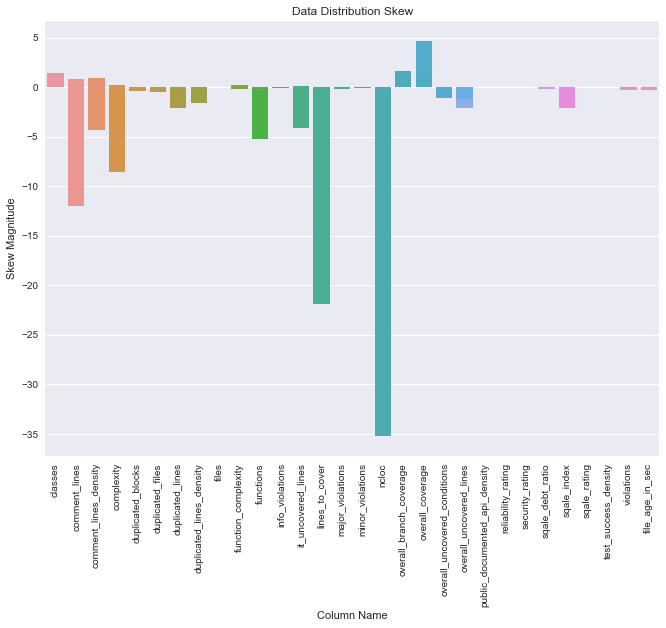 Data Distribution Skew
5
0
−5
−10
−15
−20
−25
−30
−35
Skew Magnitude
classes
comment_lines
comment_lines_density
complexity
duplicated_blocks
duplicated_files
duplicated_lines
duplicated_lines_density
files
function_complexity
functions
info_violations
it_uncovered_lines
lines_to_cover
major_violations
minor_violations
ncloc
overall_branch_coverage
overall_coverage
overall_uncovered_conditions
overall_uncovered_lines
public_documented_api_density
reliability_rating
security_rating
sqale_debt_ratio
sqale_index
sqale_rating
test_success_density
violations
file_age_in_sec
Column Name